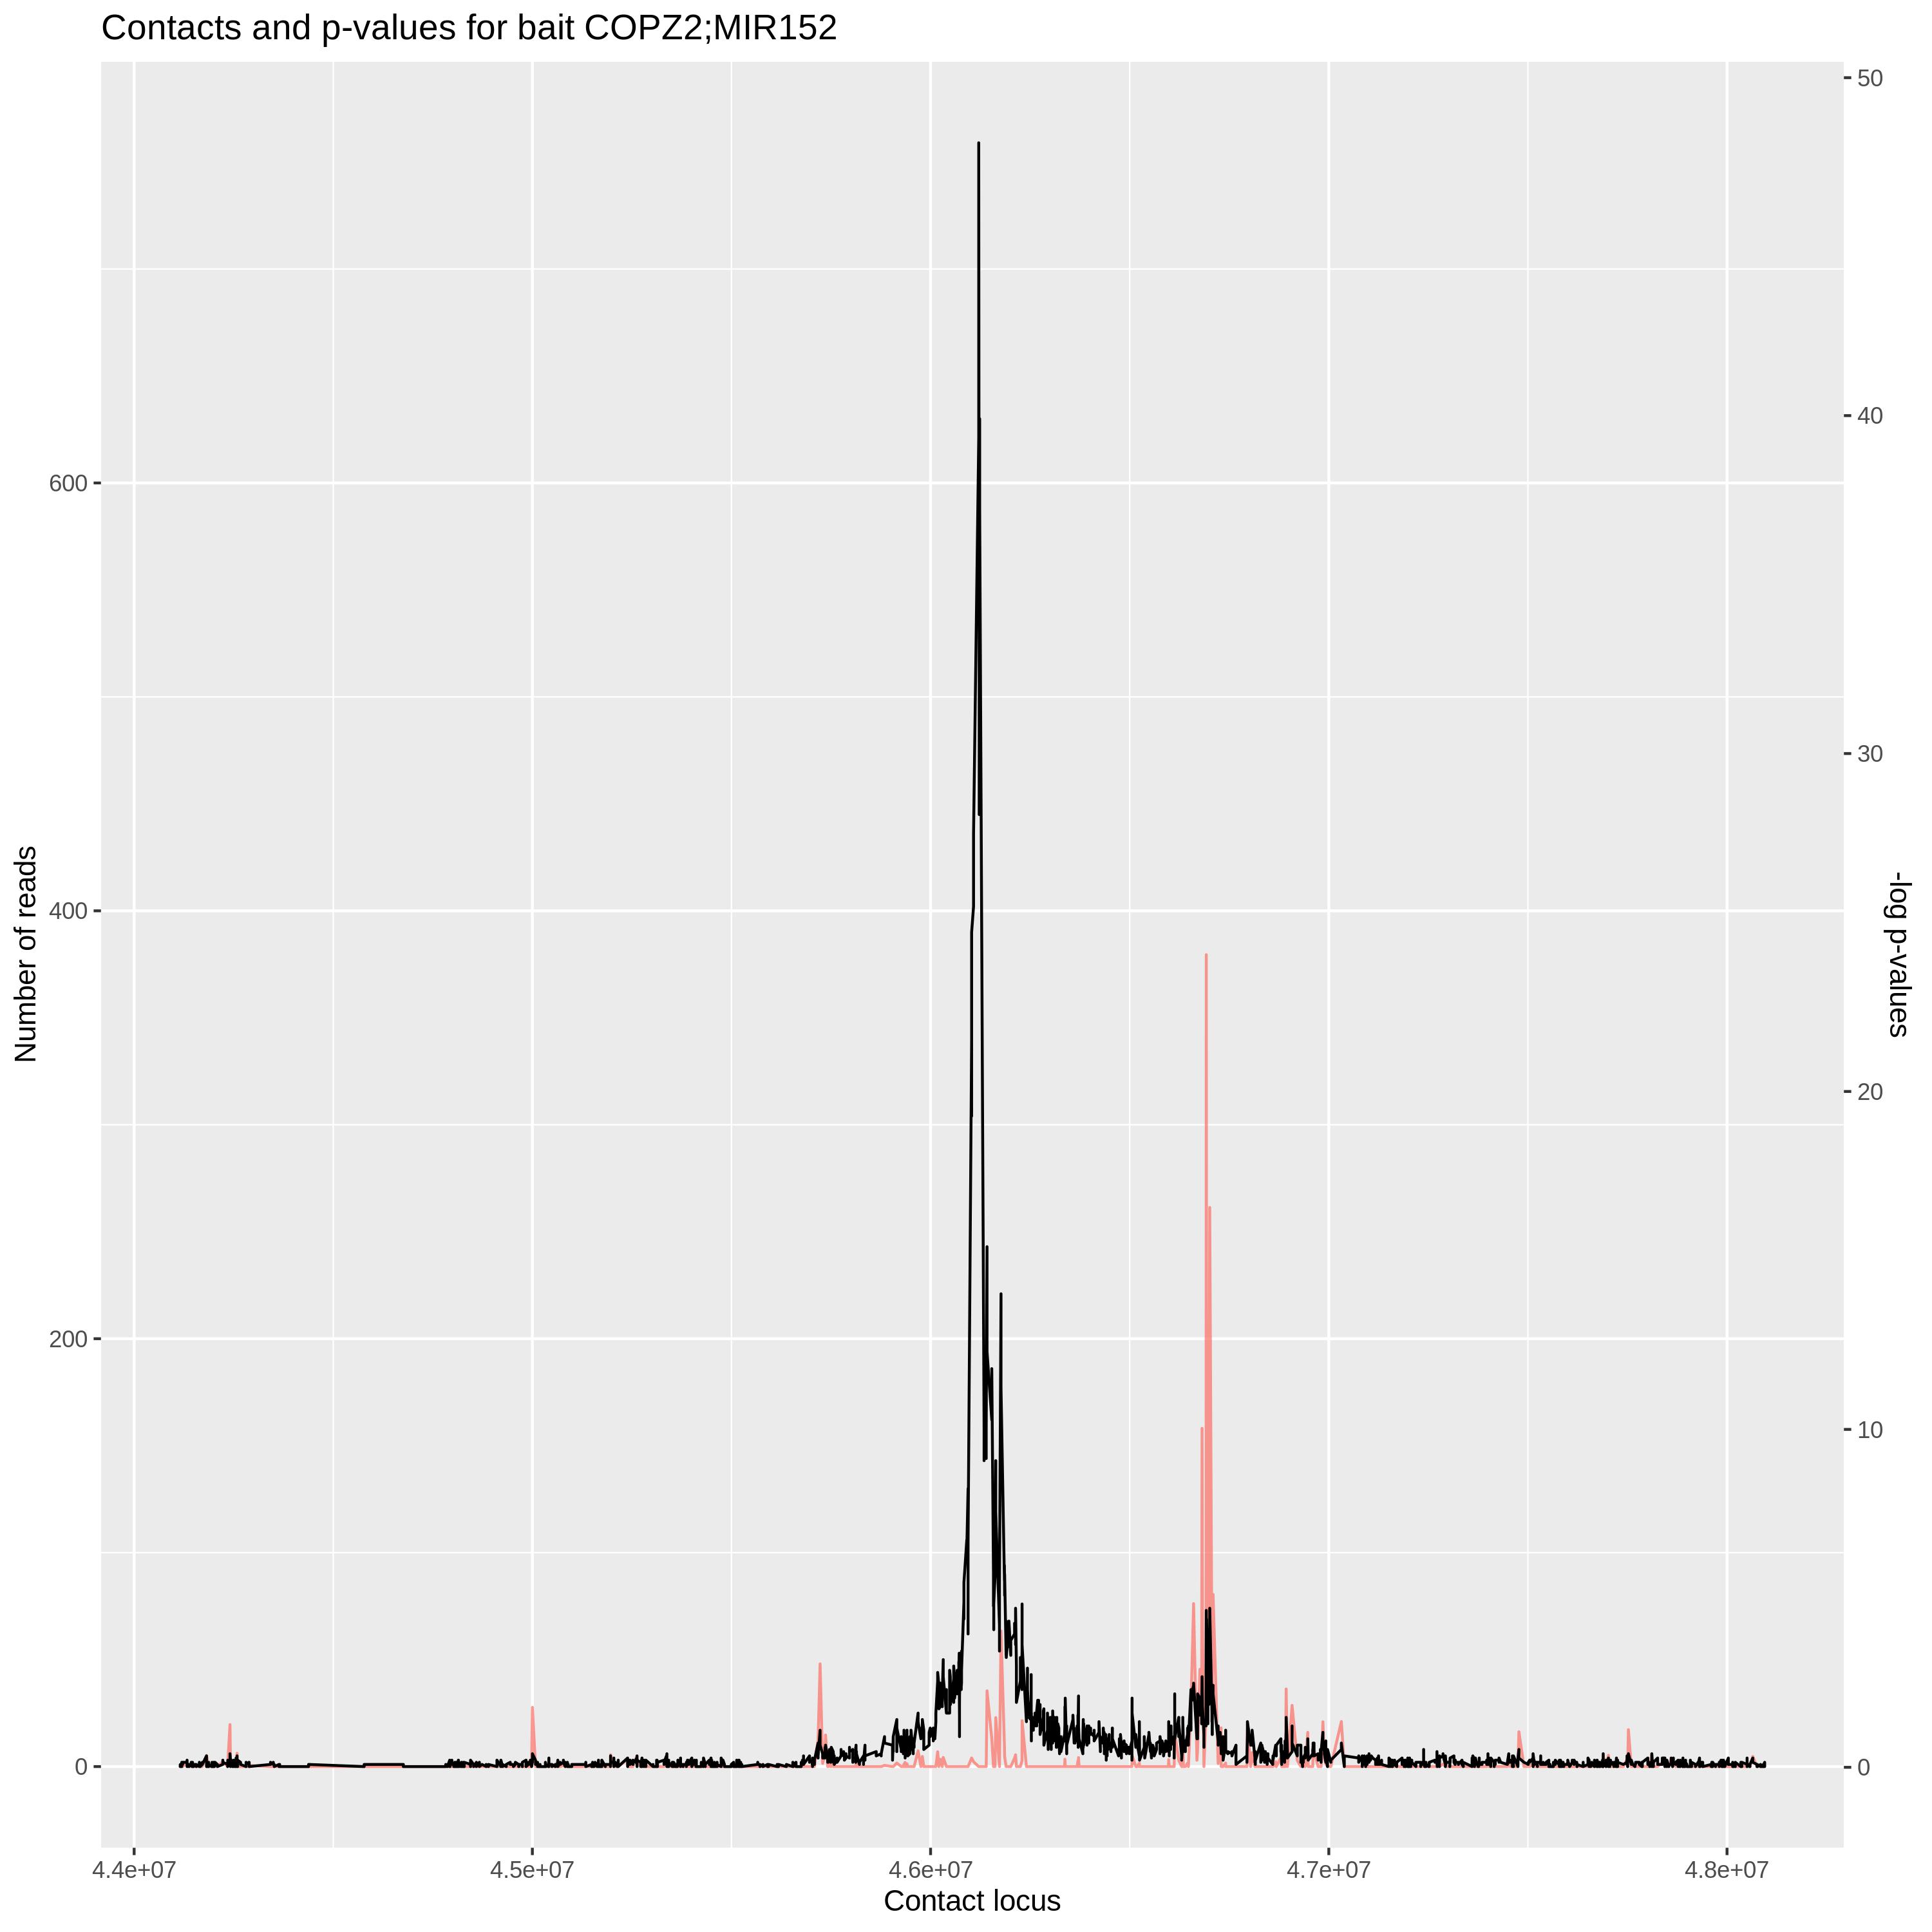 Contacts and p-values for bait COPZ2;MIR152
50
40
600
30
Number of reads
400
-log p-values
20
200
10
0
0
4.4e+07
4.5e+07
4.6e+07
4.7e+07
4.8e+07
Contact locus